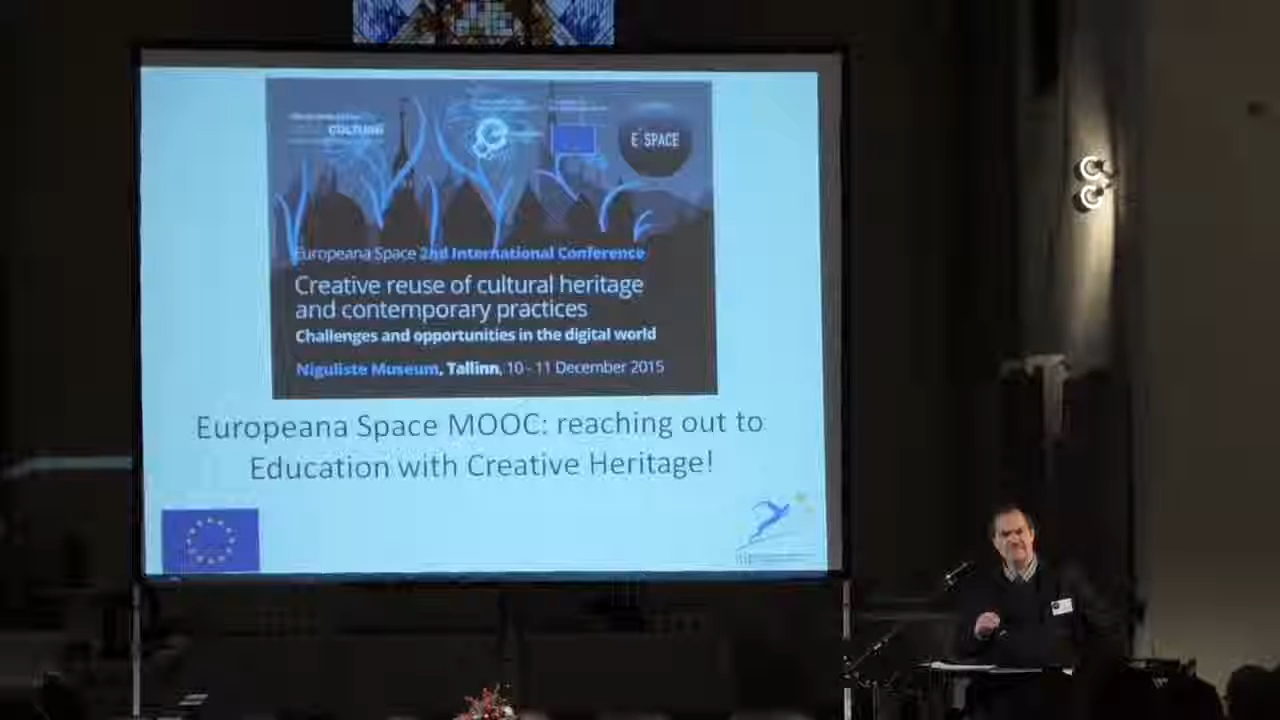 CULTURE
E SPACE
Europeana Space 2nd International Conference
Creative reuse of cultural heritage
and contemporary practices
Challenges and opportunities in the digital world
Niguliste Museum, Tallinn, 10 - 11 December 2015
Europeana Space MOOC: reaching out to
Education with Creative Heritage!